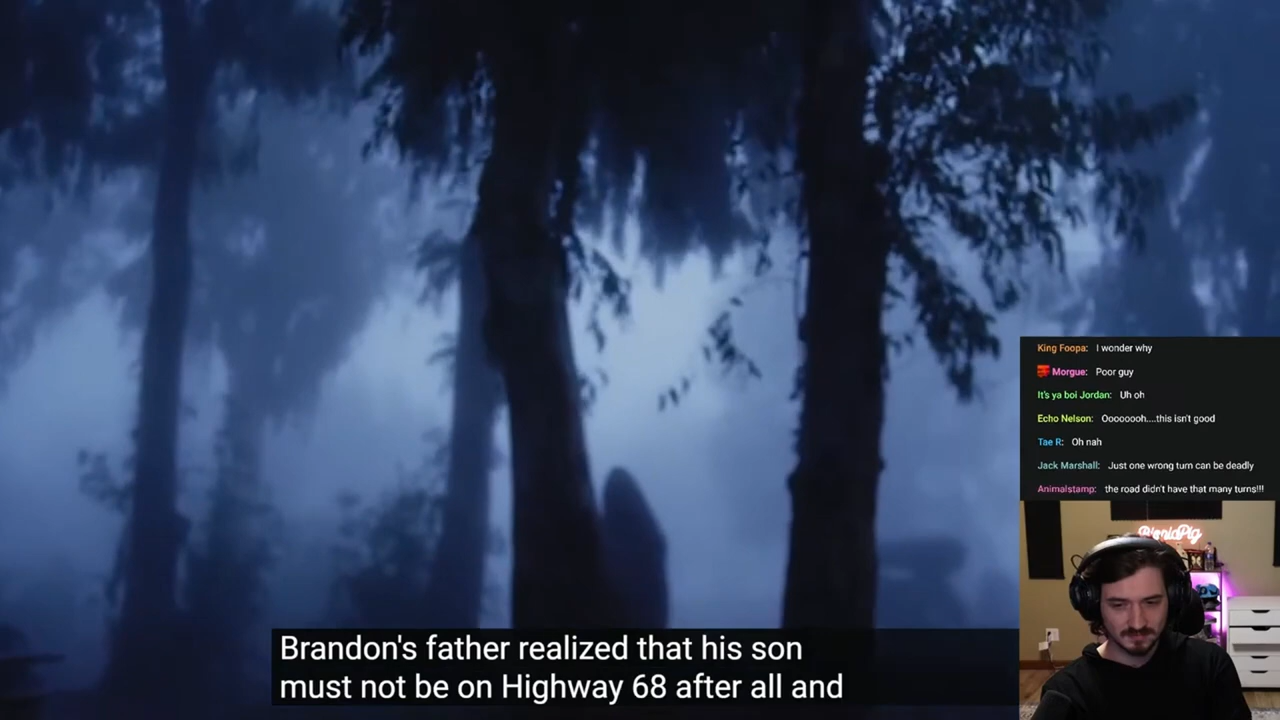 King Foopa: I wonder why
Morgue: Poor guy
It's ya boi Jordan: Uh oh
Echo Nelson: Oooooooh....this isn't good
Tae R: Oh nah
Jack Marshall: Just one wrong turn can be deadly
Animalstamp: the road didn't have that many turns!!!
Brandon's father realized that his son
must not be on Highway 68 after all and